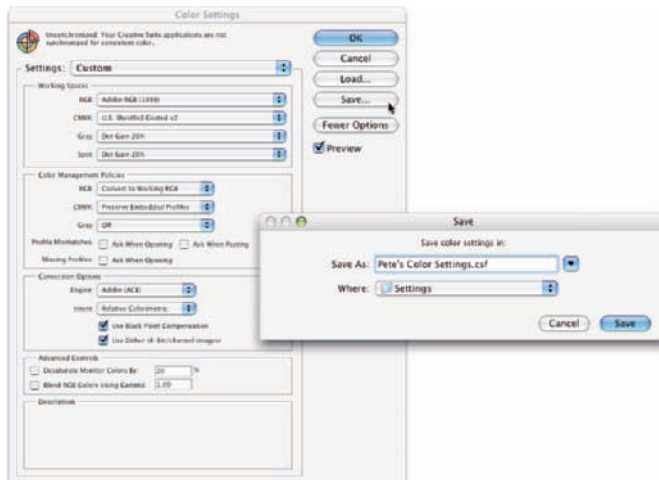 Color Settings
Unsynchronized: Your Creative Suite applications are not
synchronized for consistent color.
OK
Cancel
Load...
Save...
Fewer Options
Preview
Settings: Custom
Working Spaces
RGB: Adobe RGB (1998)
CMYK: U.S. Sheetfed Coated v2
Gray: Dot Gain 20%
Spot: Dot Gain 20%
Color Management Policies
RGB: Convert to Working RGB
CMYK: Preserve Embedded Profiles
Gray: Off
Profile Mismatches: Ask When Opening Ask When Pasting
Missing Profiles: Ask When Opening
Conversion Options
Engine: Adobe (ACE)
Intent: Relative Colorimetric
Use Black Point Compensation
Use Dither (8-bit/channel images)
Advanced Controls
Desaturate Monitor Colors By: 20 %
Blend RGB Colors Using Gamma: 1.00
Description
Save
Save color settings in:
Save As: Pete's Color Settings.csf
Where: Settings
Cancel
Save